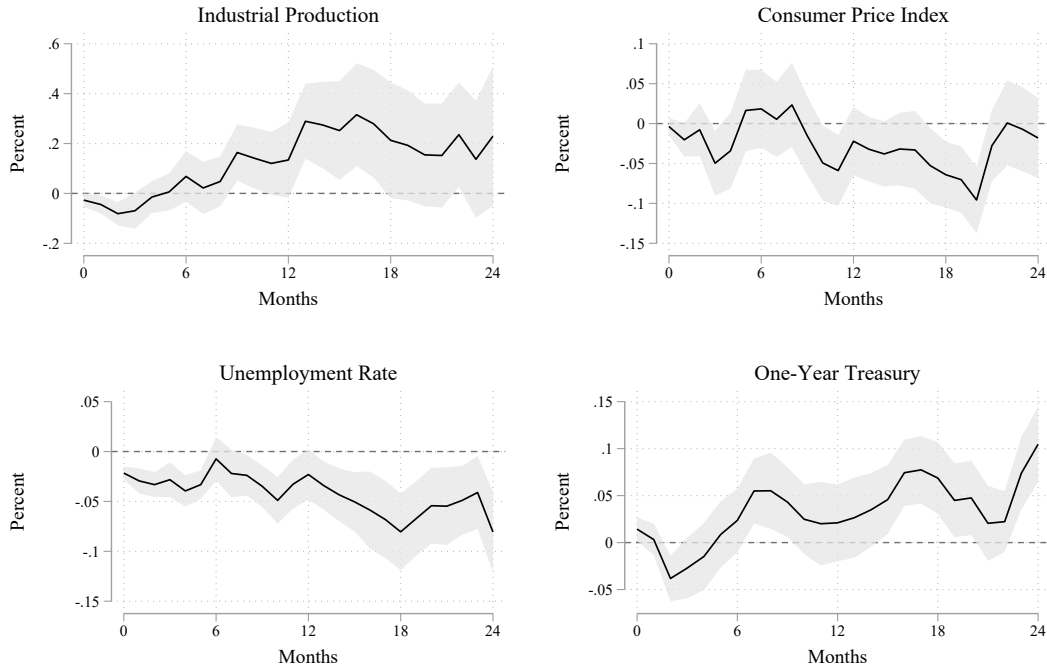 Industrial Production
Percent
.6
.4
.2
0
-.2
0 6 12 18 24
Months
Consumer Price Index
Percent
.1
.05
0
-.05
-.1
-.15
0 6 12 18 24
Months
Unemployment Rate
Percent
.05
0
-.05
-.1
-.15
0 6 12 18 24
Months
One-Year Treasury
Percent
.15
.1
.05
0
-.05
0 6 12 18 24
Months